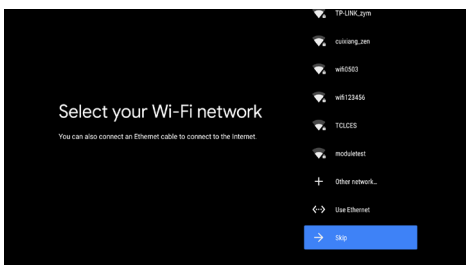 TP-LINK_zym
cuixiang_zen
wifi0503
Select your Wi-Fi network
wifi123456
You can also connect an Ethernet cable to connect to the Internet.
TCLCES
moduletest
Other network...
Use Ethernet
Skip